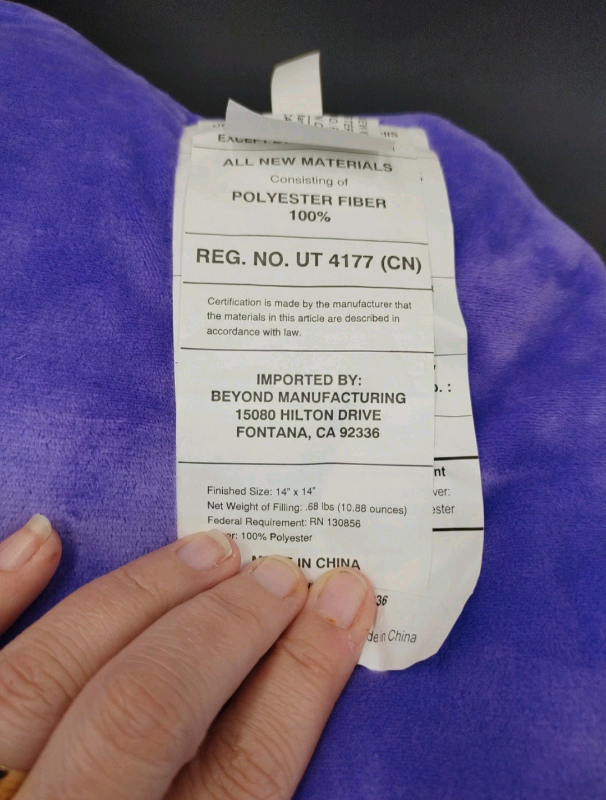 ALL NEW MATERIALS
Consisting of
POLYESTER FIBER
100%
REG. NO. UT 4177 (CN)
Certification is made by the manufacturer that
the materials in this article are described in
accordance with law.
IMPORTED BY:
BEYOND MANUFACTURING
15080 HILTON DRIVE
FONTANA, CA 92336
Finished Size: 14" x 14"
Net Weight of Filling: .68 lbs (10.88 ounces)
Federal Requirement: RN 130856
100% Polyester
IN CHINA
36
in China